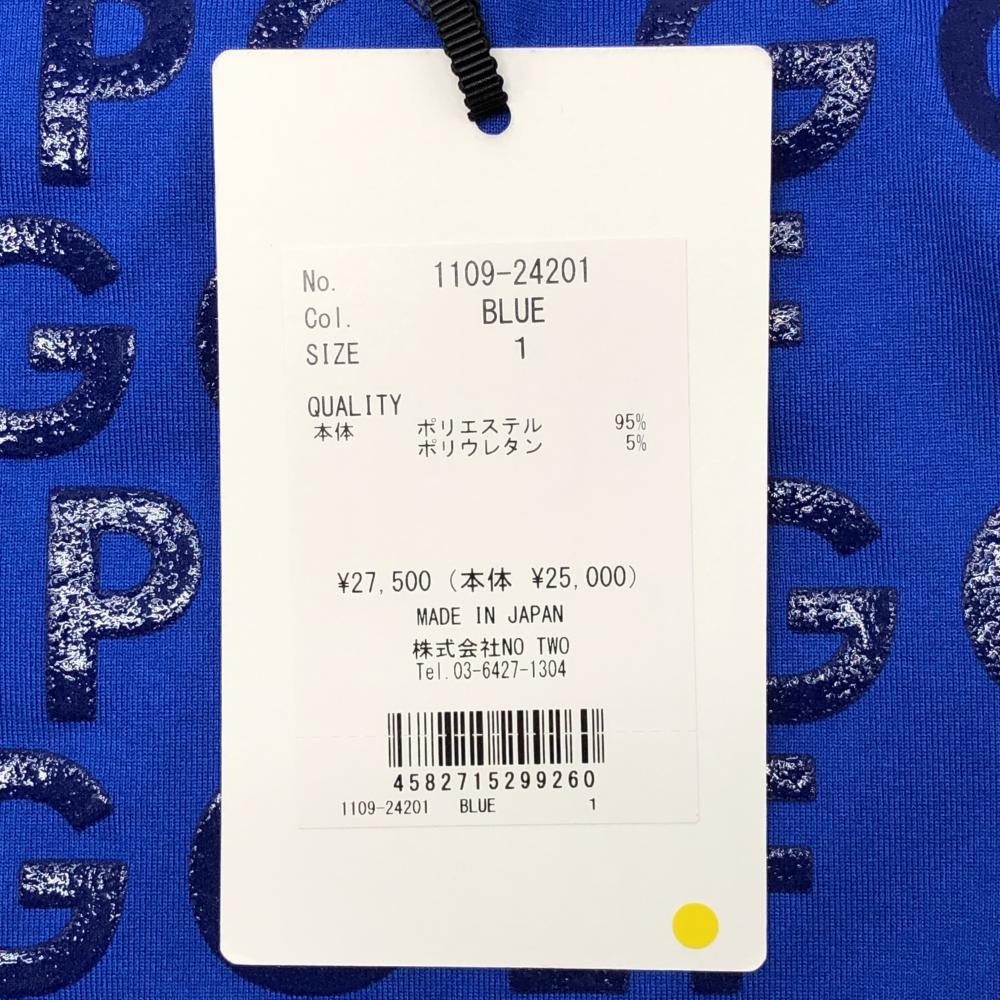 No. 1109-24201
Col. BLUE
SIZE 1
QUALITY
本体 ポリエステル 95%
ポリウレタン 5%
¥27,500 (本体 ¥25,000)
MADE IN JAPAN
株式会社NO TWO
Tel.03-6427-1304
4582715299260
1109-24201 BLUE 1